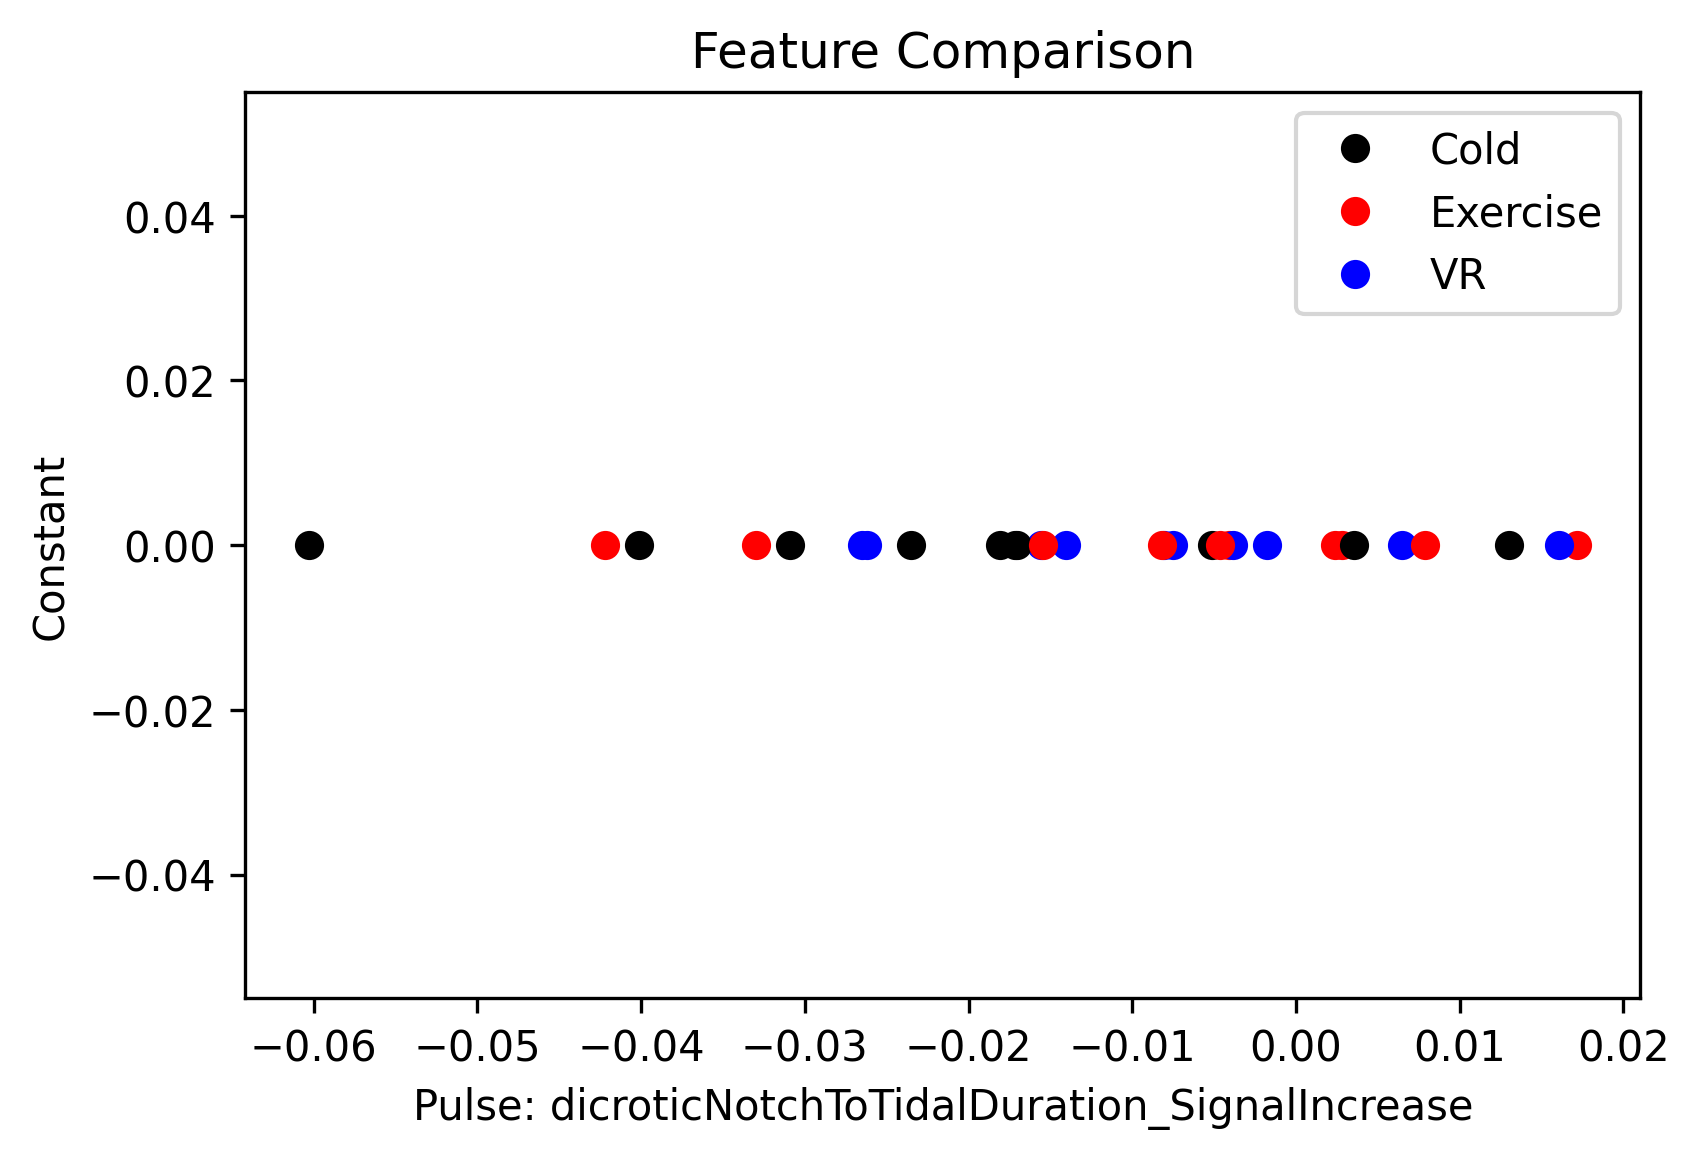 Feature Comparison
Cold
Exercise
VR
0.04
0.02
0.00
−0.02
−0.04
Constant
−0.06 −0.05 −0.04 −0.03 −0.02 −0.01 0.00 0.01 0.02
Pulse: dicroticNotchToTidalDuration_SignalIncrease